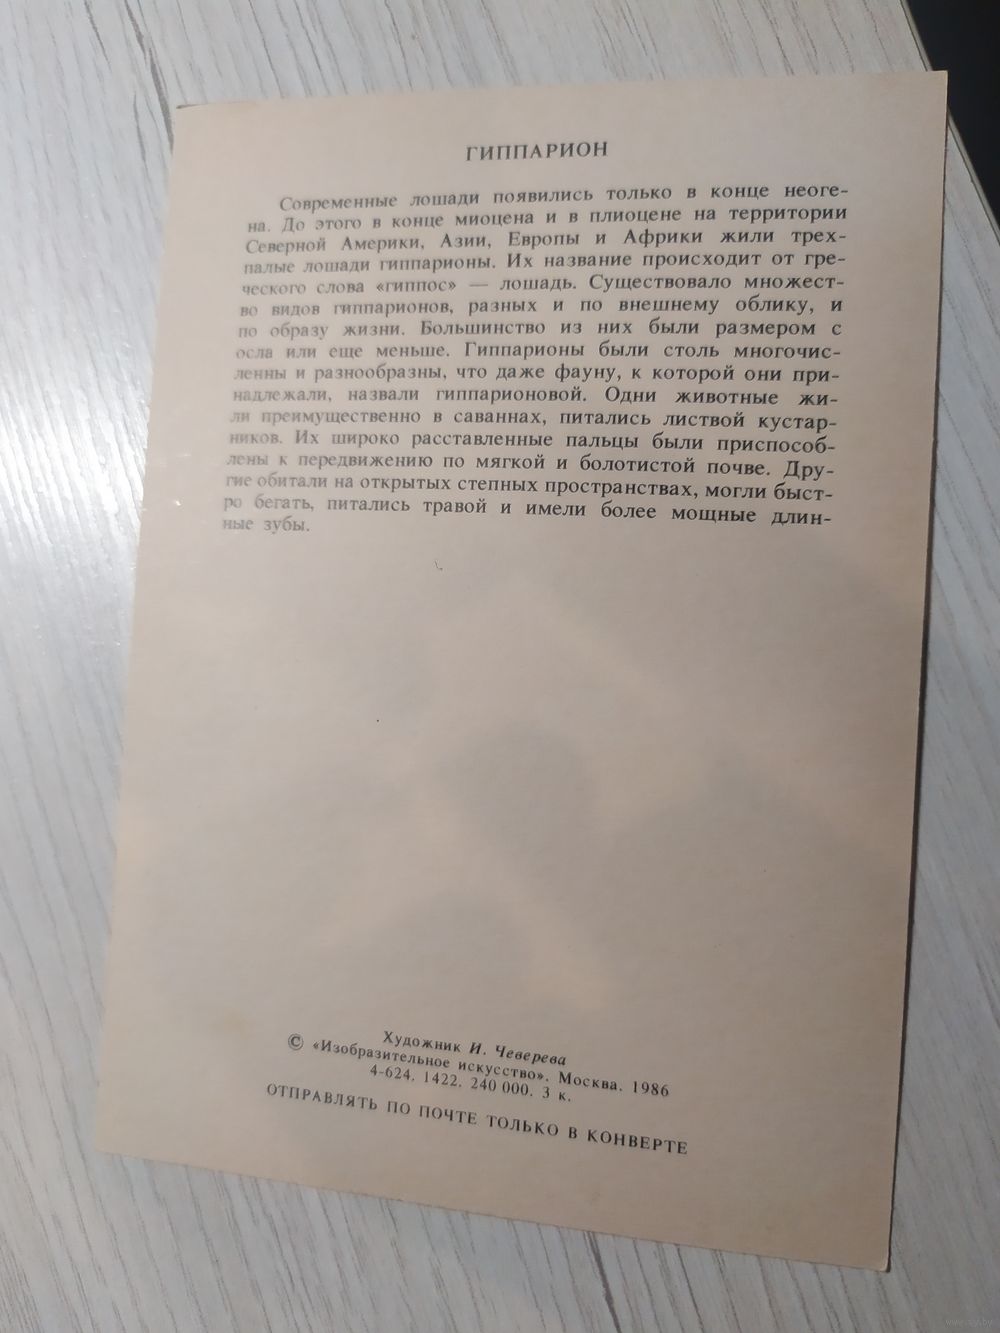 ГИППАРИОН
Современные лошади появились только в конце неоге-
на. До этого в конце миоцена и в плиоцене на территории
Северной Америки, Азии, Европы и Африки жили трех-
палые лошади гиппарионы. Их название происходит от гре-
ческого слова «гиппос» — лошадь. Существовало множест-
во видов гиппарионов, разных и по внешнему облику, и
по образу жизни. Большинство из них были размером с
осла или еще меньше. Гиппарионы были столь многочис-
ленны и разнообразны, что даже фауну, к которой они при-
надлежали, назвали гиппарионовой. Одни животные жи-
ли преимущественно в саваннах, питались листвой кустар-
ников. Их широко расставленные пальцы были приспособ-
лены к передвижению по мягкой и болотистой почве. Дру-
гие обитали на открытых степных пространствах, могли быст-
ро бегать, питались травой и имели более мощные длин-
ные зубы.
Художник И. Чеверева
© «Изобразительное искусство». Москва. 1986
4-624. 1422. 240 000. 3 к.
ОТПРАВЛЯТЬ ПО ПОЧТЕ ТОЛЬКО В КОНВЕРТЕ